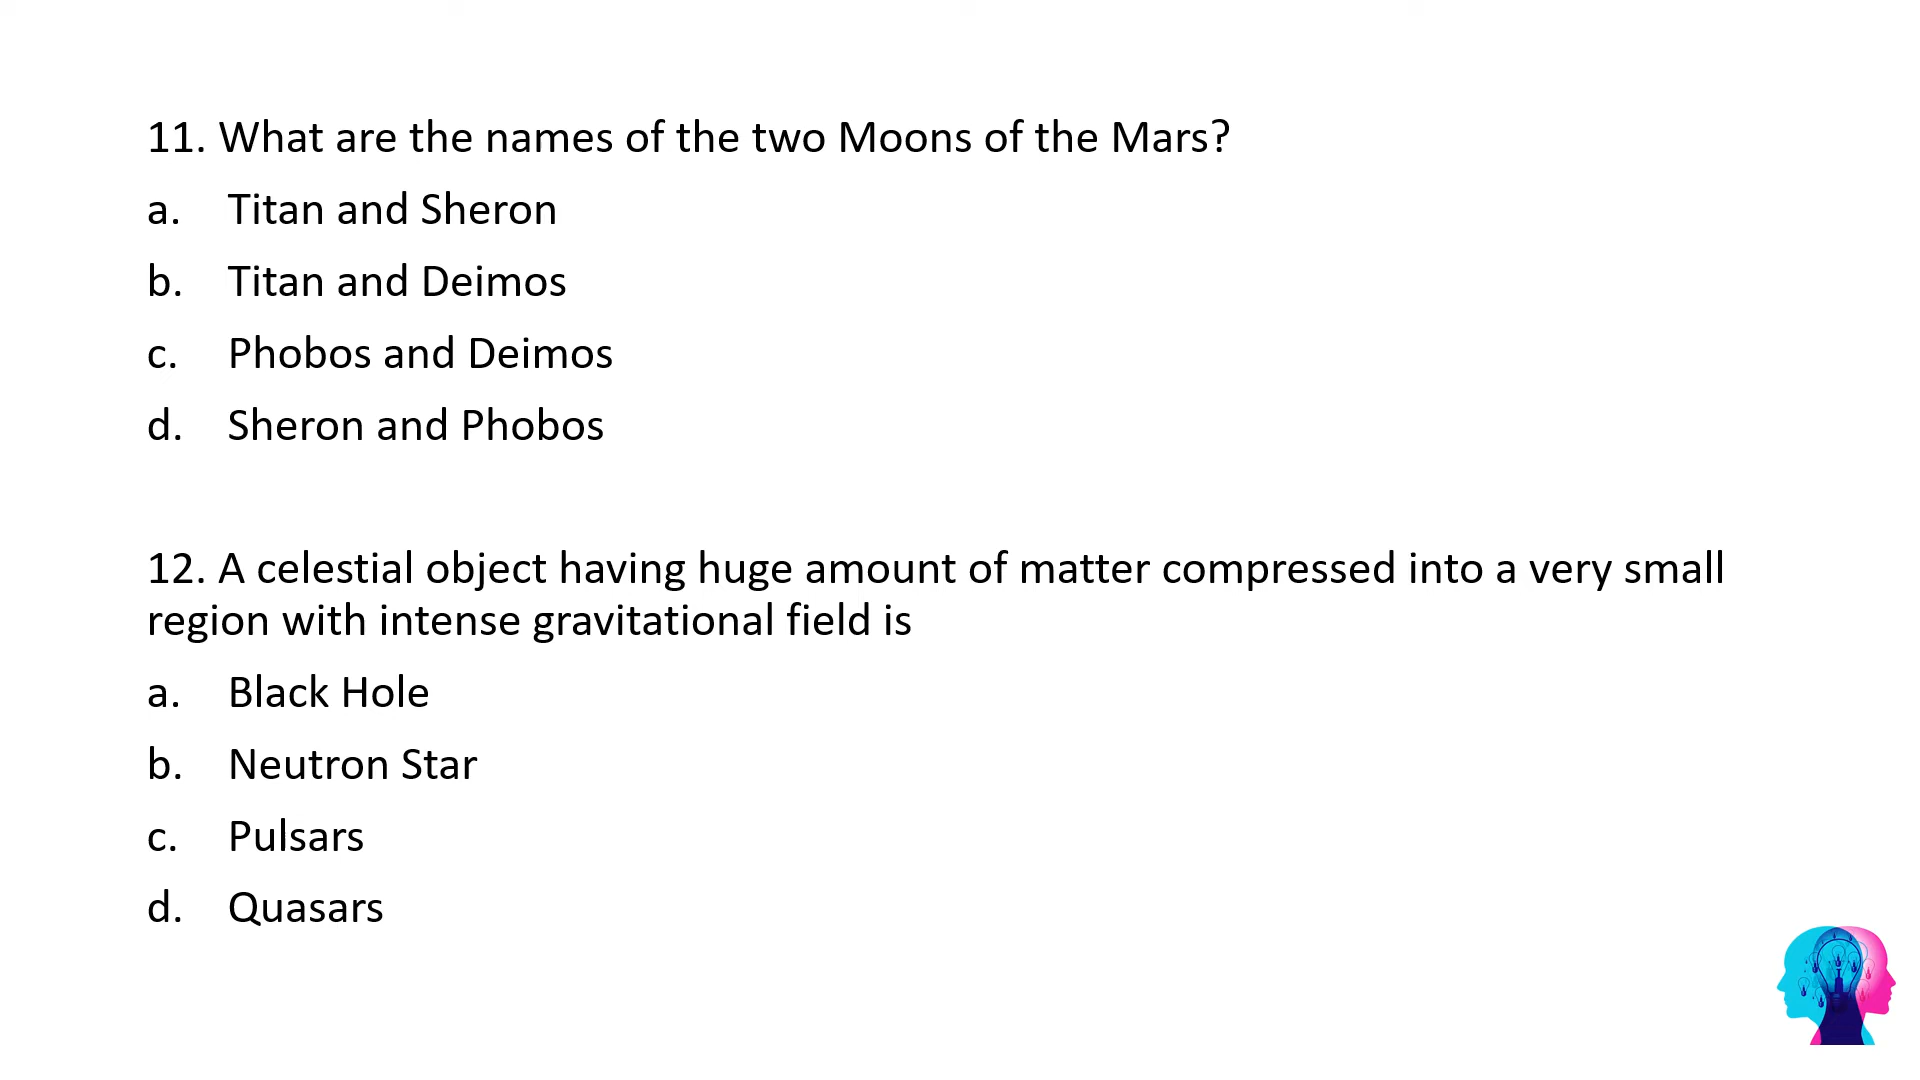 11. What are the names of the two Moons of the Mars?
a. Titan and Sheron
b. Titan and Deimos
c. Phobos and Deimos
d. Sheron and Phobos
12. A celestial object having huge amount of matter compressed into a very small
region with intense gravitational field is
a. Black Hole
b. Neutron Star
c. Pulsars
d. Quasars